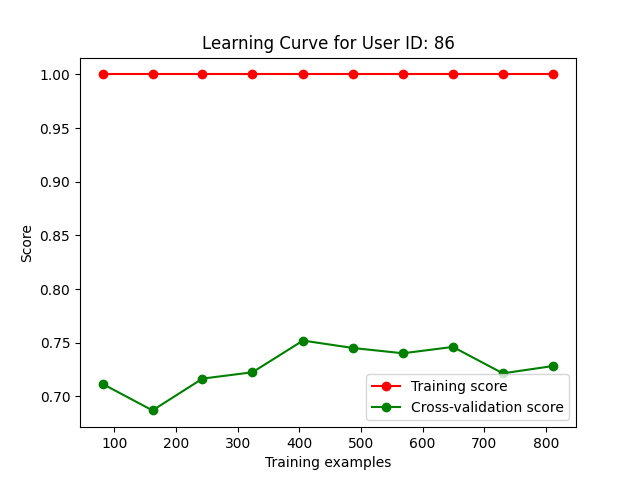 Learning Curve for User ID: 86
1.00
0.95
0.90
0.85
0.80
0.75
0.70
Score
Training score
Cross-validation score
100 200 300 400 500 600 700 800
Training examples